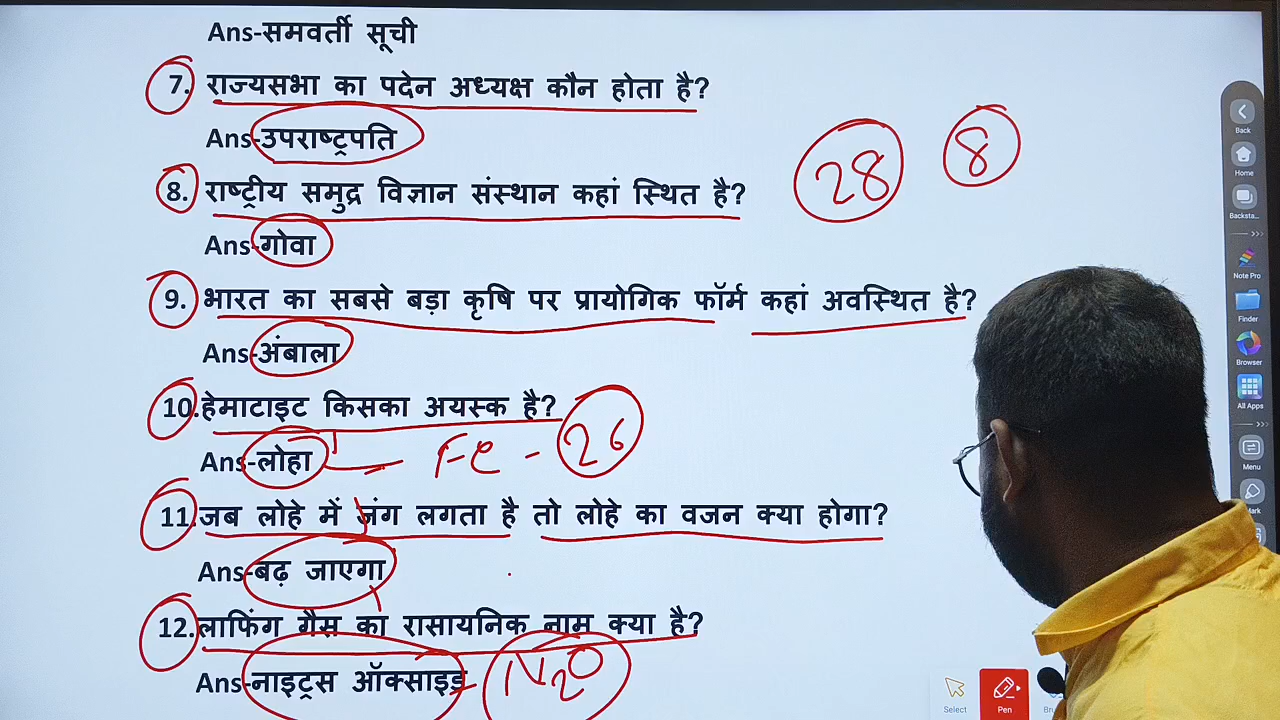 Ans-समवर्ती सूची
7. राज्यसभा का पदेन अध्यक्ष कौन होता है?
Ans-उपराष्ट्रपति
28 8
8. राष्ट्रीय समुद्र विज्ञान संस्थान कहां स्थित है?
Ans-गोवा
9. भारत का सबसे बड़ा कृषि पर प्रायोगिक फॉर्म कहां अवस्थित है?
Ans-अंबाला
10.हेमाटाइट किसका अयस्क है?
Ans-लोहा Fe - 26
11.जब लोहे में जंग लगता है तो लोहे का वजन क्या होगा?
Ans-बढ़ जाएगा
12.लाफिंग गैस का रासायनिक नाम क्या है?
Ans-नाइट्रस ऑक्साइड N2O
Back
Home
Backsta...
Note Pro
Finder
Browser
All Apps
Menu
Select
Pen